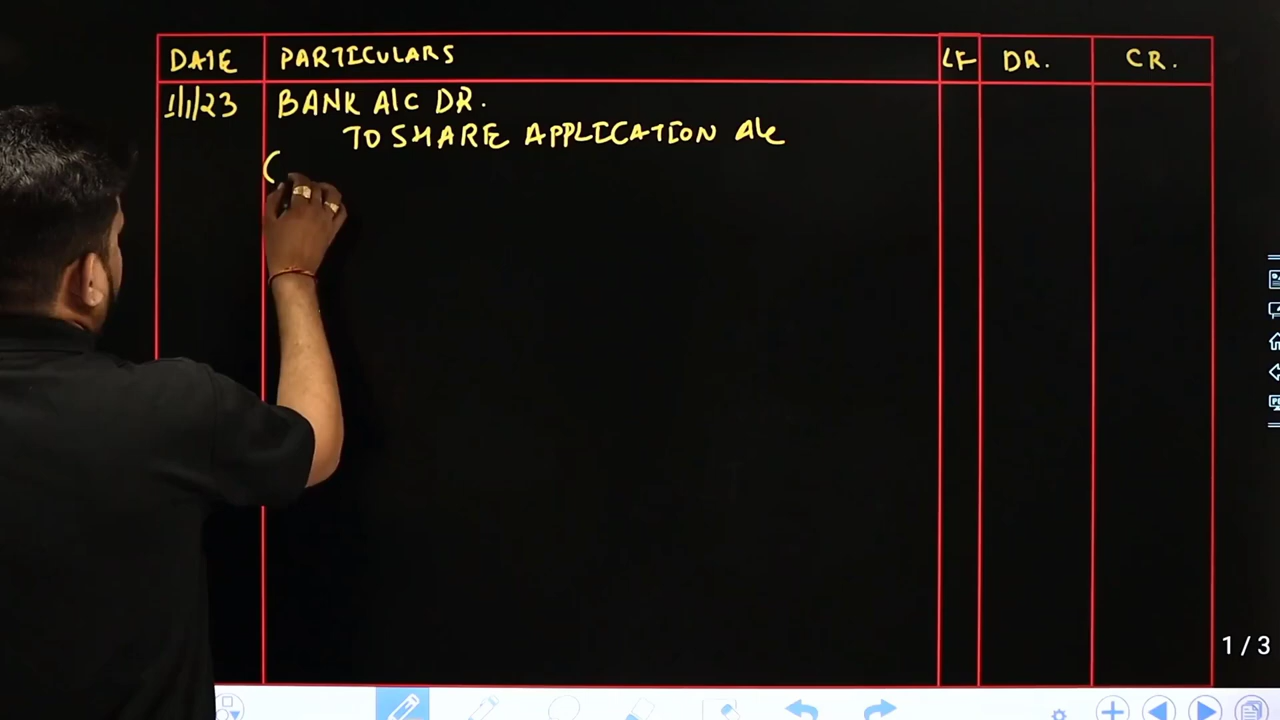 DATE PARTICULARS LF DR. CR.
1/1/23 BANK A/C DR.
TO SHARE APPLICATION A/c
(
1/3